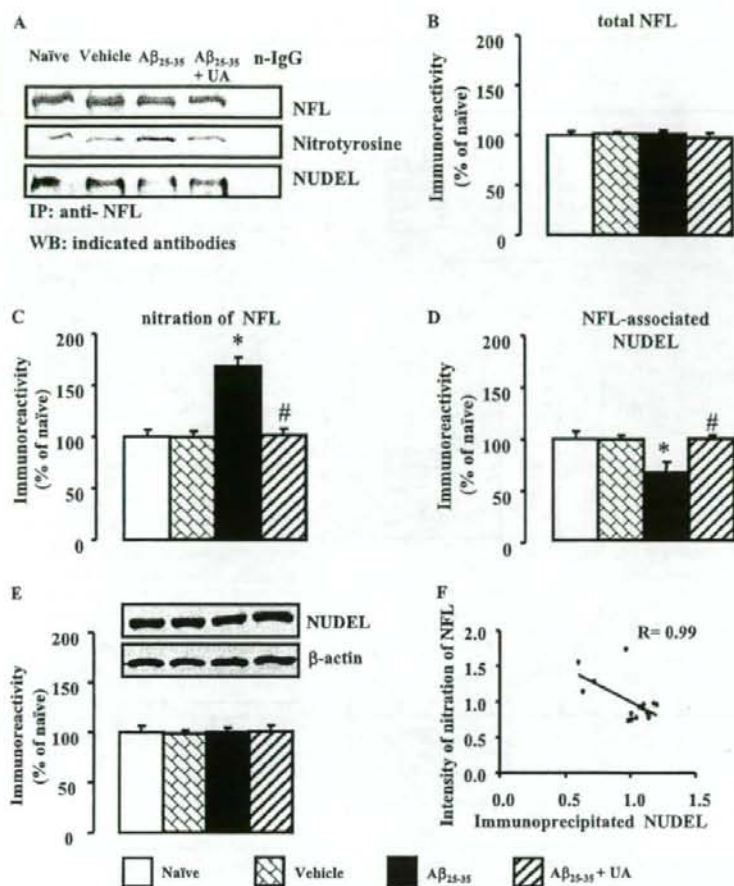 A
Naïve Vehicle Aβ25-35 Aβ25-35 + UA n-IgG
NFL
Nitrotyrosine
NUDEL
IP: anti- NFL
WB: indicated antibodies
B
total NFL
Immunoreactivity
(% of naïve)
200
150
100
50
0
C
nitration of NFL
Immunoreactivity
(% of naïve)
200
150
100
50
0
*
#
D
NFL-associated
NUDEL
Immunoreactivity
(% of naïve)
200
150
100
50
0
*
#
E
NUDEL
β-actin
Immunoreactivity
(% of naïve)
200
150
100
50
0
F
R= 0.99
Intensity of nitration of NFL
2.0
1.5
1.0
0.5
0.0
0.0 0.5 1.0 1.5
Immunoprecipitated NUDEL
Naïve Vehicle Aβ25-35 Aβ25-35 + UA